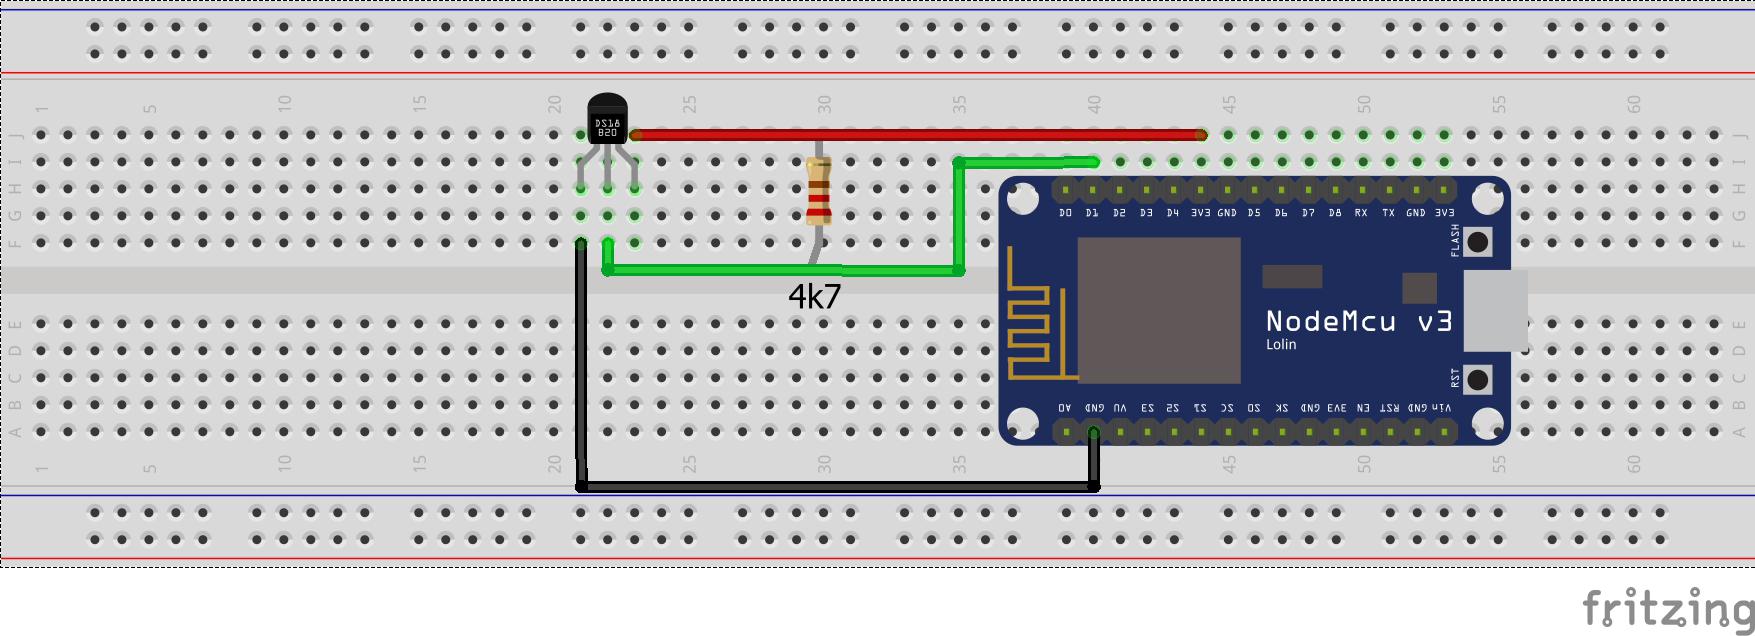 1 5 10 15 20 25 30 35 40 45 50 55 60
J J
I I
H H
G G
F F
DS18
B20
D0 D1 D2 D3 D4 3V3 GND D5 D6 D7 D8 RX TX GND 3V3
FLASH
4k7
NodeMcu v3
Lolin
E E
D D
C C
B B
A A
RST
A0 GND VU S3 S2 S1 SC S0 SK GND 3V3 EN RST GND Vin
1 5 10 15 20 25 30 35 45 50 55 60
fritzing